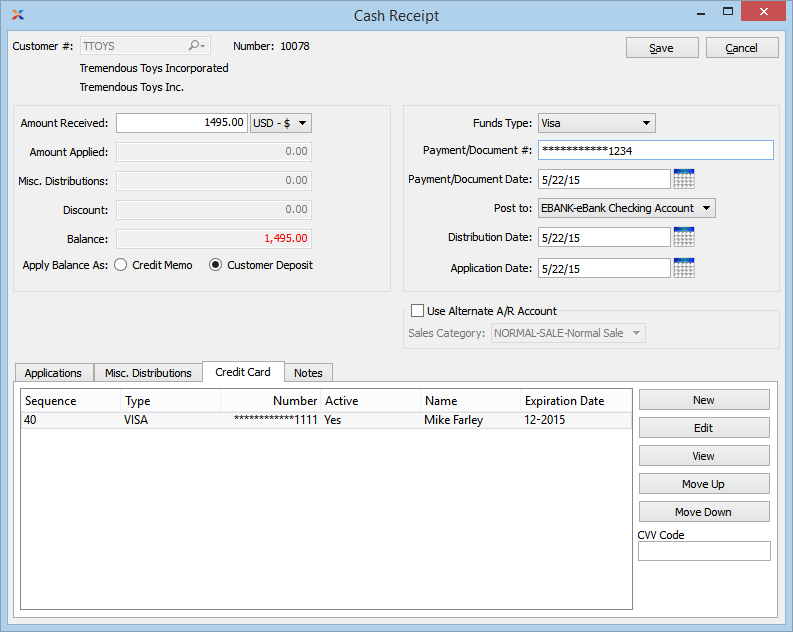 Cash Receipt
Customer #: TTOYS Number: 10078 Save Cancel
Tremendous Toys Incorporated
Tremendous Toys Inc.
Amount Received: 1495.00 USD - $
Amount Applied: 0.00
Misc. Distributions: 0.00
Discount: 0.00
Balance: 1,495.00
Apply Balance As: Credit Memo Customer Deposit
Funds Type: Visa
Payment/Document #: ***********1234
Payment/Document Date: 5/22/15
Post to: EBANK-eBank Checking Account
Distribution Date: 5/22/15
Application Date: 5/22/15
Use Alternate A/R Account
Sales Category: NORMAL-SALE-Normal Sale
Applications Misc. Distributions Credit Card Notes
Sequence Type Number Active Name Expiration Date
40 VISA ************1111 Yes Mike Farley 12-2015
New
Edit
View
Move Up
Move Down
CVV Code